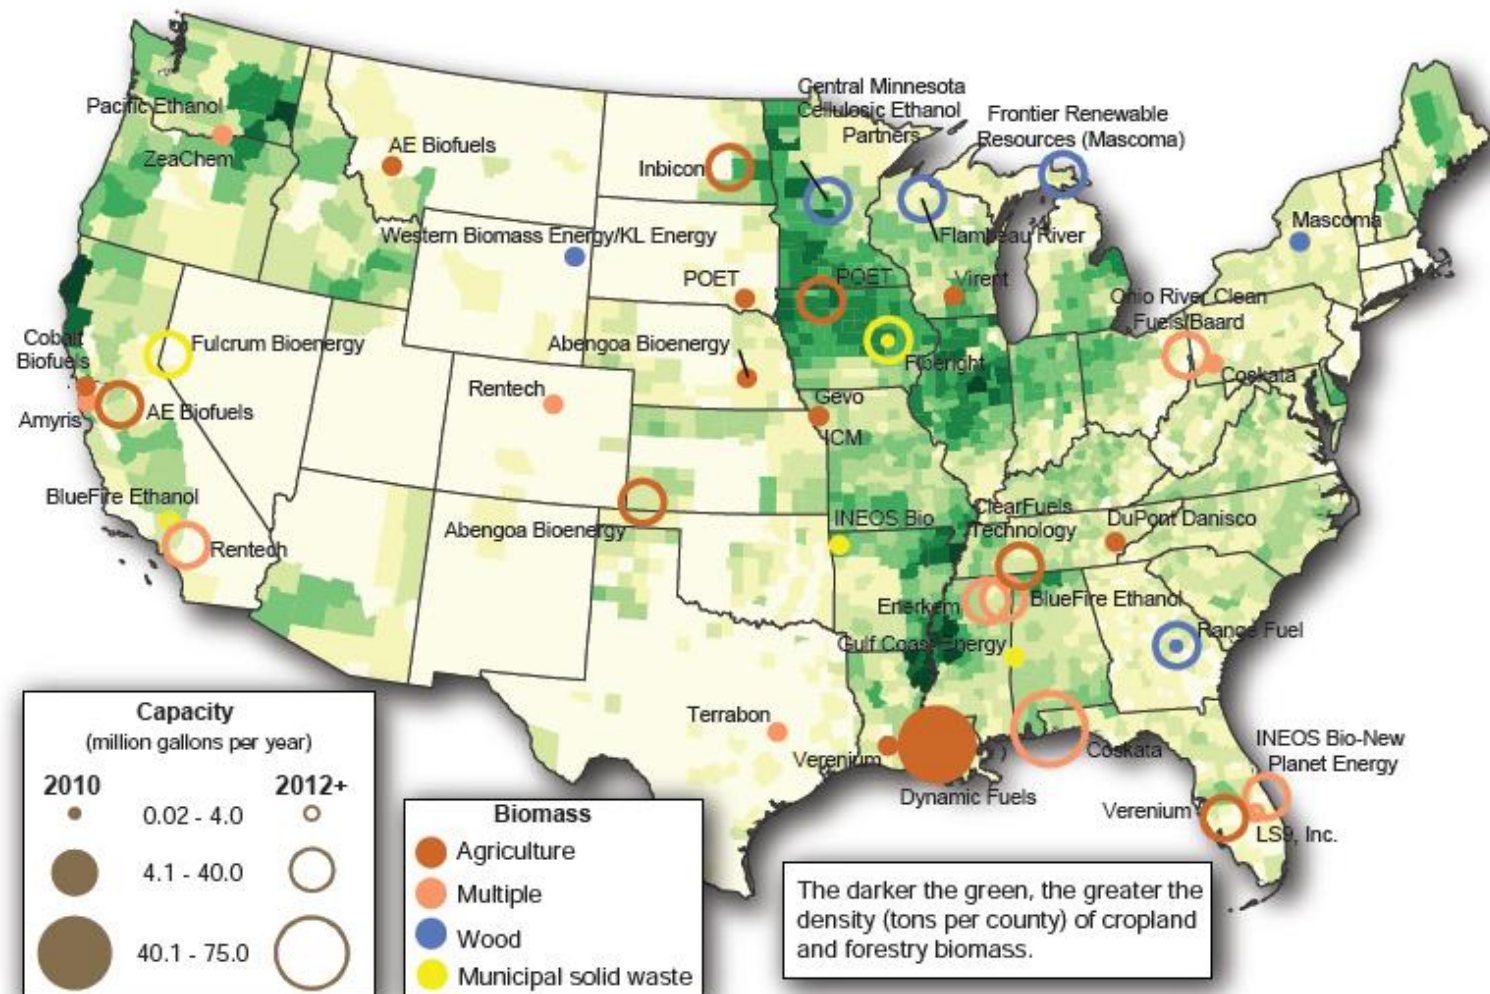 Central Minnesota
Cellulosic Ethanol
Partners
Frontier Renewable
Resources (Mascoma)
Pacific Ethanol
ZeaChem
AE Biofuels
Inbicon
Western Biomass Energy/KL Energy
Flambeau River
Mascoma
POET
POET
Virent
Ohio River Clean
Fuels/Baard
Coskata
Cobalt
Biofuels
Fulcrum Bioenergy
Abengoa Bioenergy
Fiberight
Amyris
AE Biofuels
Rentech
Gevo
ICM
BlueFire Ethanol
Rentech
Abengoa Bioenergy
INEOS Bio
ClearFuels
Technology
DuPont Danisco
Enerkem
BlueFire Ethanol
Gulf Coast Energy
Range Fuel
Terrabon
Verenium
Dynamic Fuels
Coskata
INEOS Bio-New
Planet Energy
Verenium
LS9, Inc.
Capacity
(million gallons per year)
2010 2012+
0.02 - 4.0
4.1 - 40.0
40.1 - 75.0
Biomass
Agriculture
Multiple
Wood
Municipal solid waste
The darker the green, the greater the
density (tons per county) of cropland
and forestry biomass.